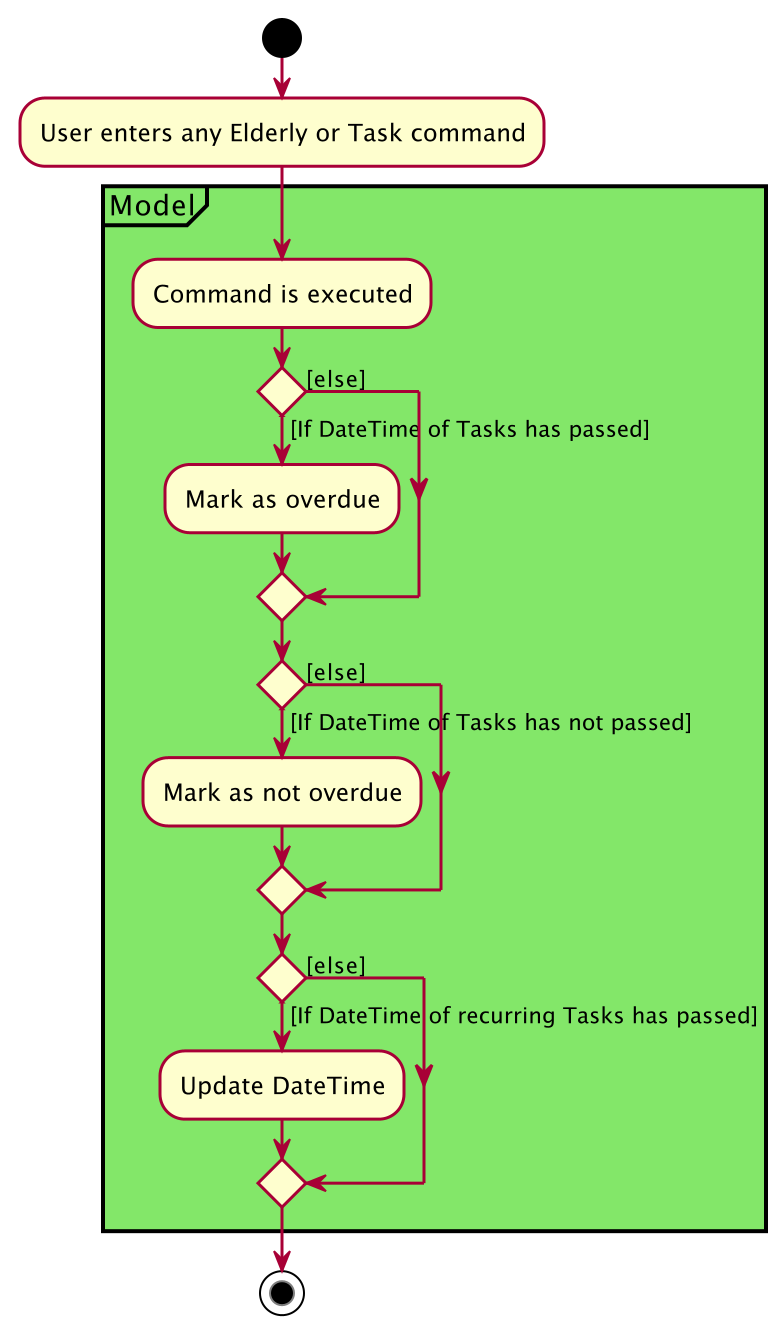 User enters any Elderly or Task command
Model
Command is executed
[else]
[If DateTime of Tasks has passed]
Mark as overdue
[else]
[If DateTime of Tasks has not passed]
Mark as not overdue
[else]
[If DateTime of recurring Tasks has passed]
Update DateTime